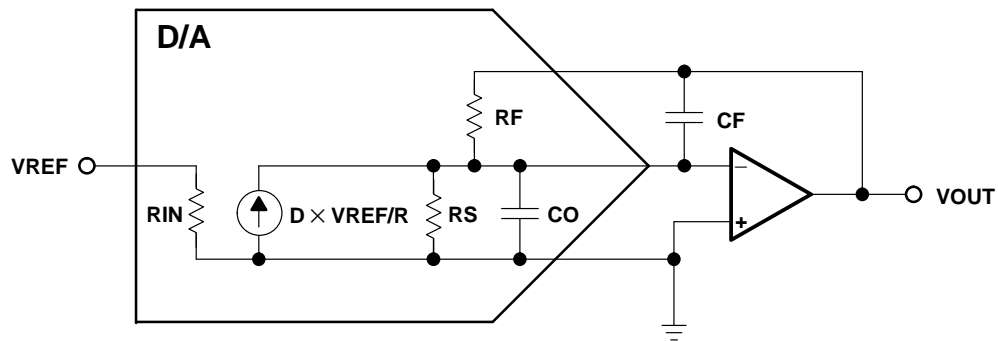 D/A
RF
CF
VREF
−
VOUT
RIN
D × VREF/R
RS
CO
+